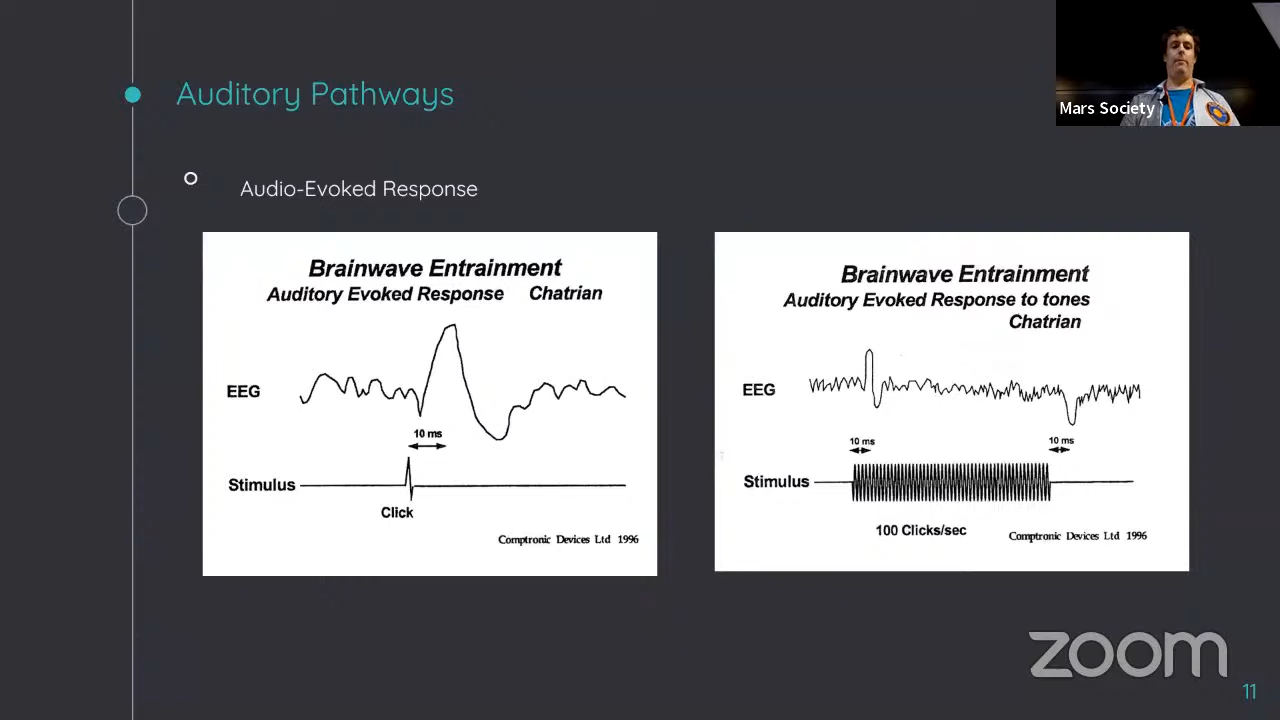 Auditory Pathways
Mars Society
Audio-Evoked Response
Brainwave Entrainment
Auditory Evoked Response Chatrian
EEG
10 ms
Stimulus
Click
Comptronic Devices Ltd 1996
Brainwave Entrainment
Auditory Evoked Response to tones
Chatrian
EEG
10 ms 10 ms
Stimulus
100 Clicks/sec
Comptronic Devices Ltd 1996
zoom
11